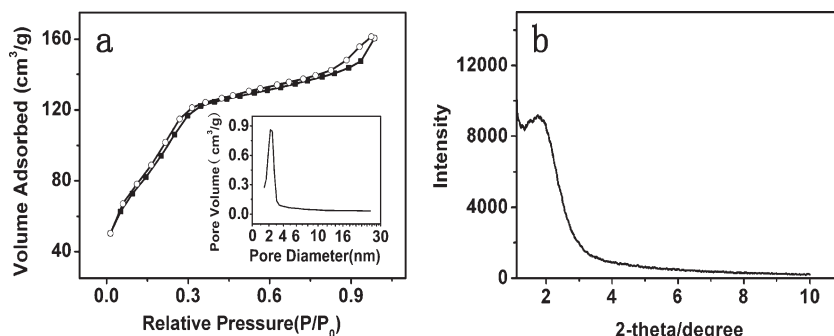 a
Volume Adsorbed (cm³/g)
160
120
80
40
0.0
0.3
0.6
0.9
Relative Pressure(P/P₀)
Pore Volume( cm³/g)
0.9
0.6
0.3
0.0
0 2 4 6 10 16 30
Pore Diameter(nm)
b
Intensity
12000
8000
4000
0
2
4
6
8
10
2-theta/degree